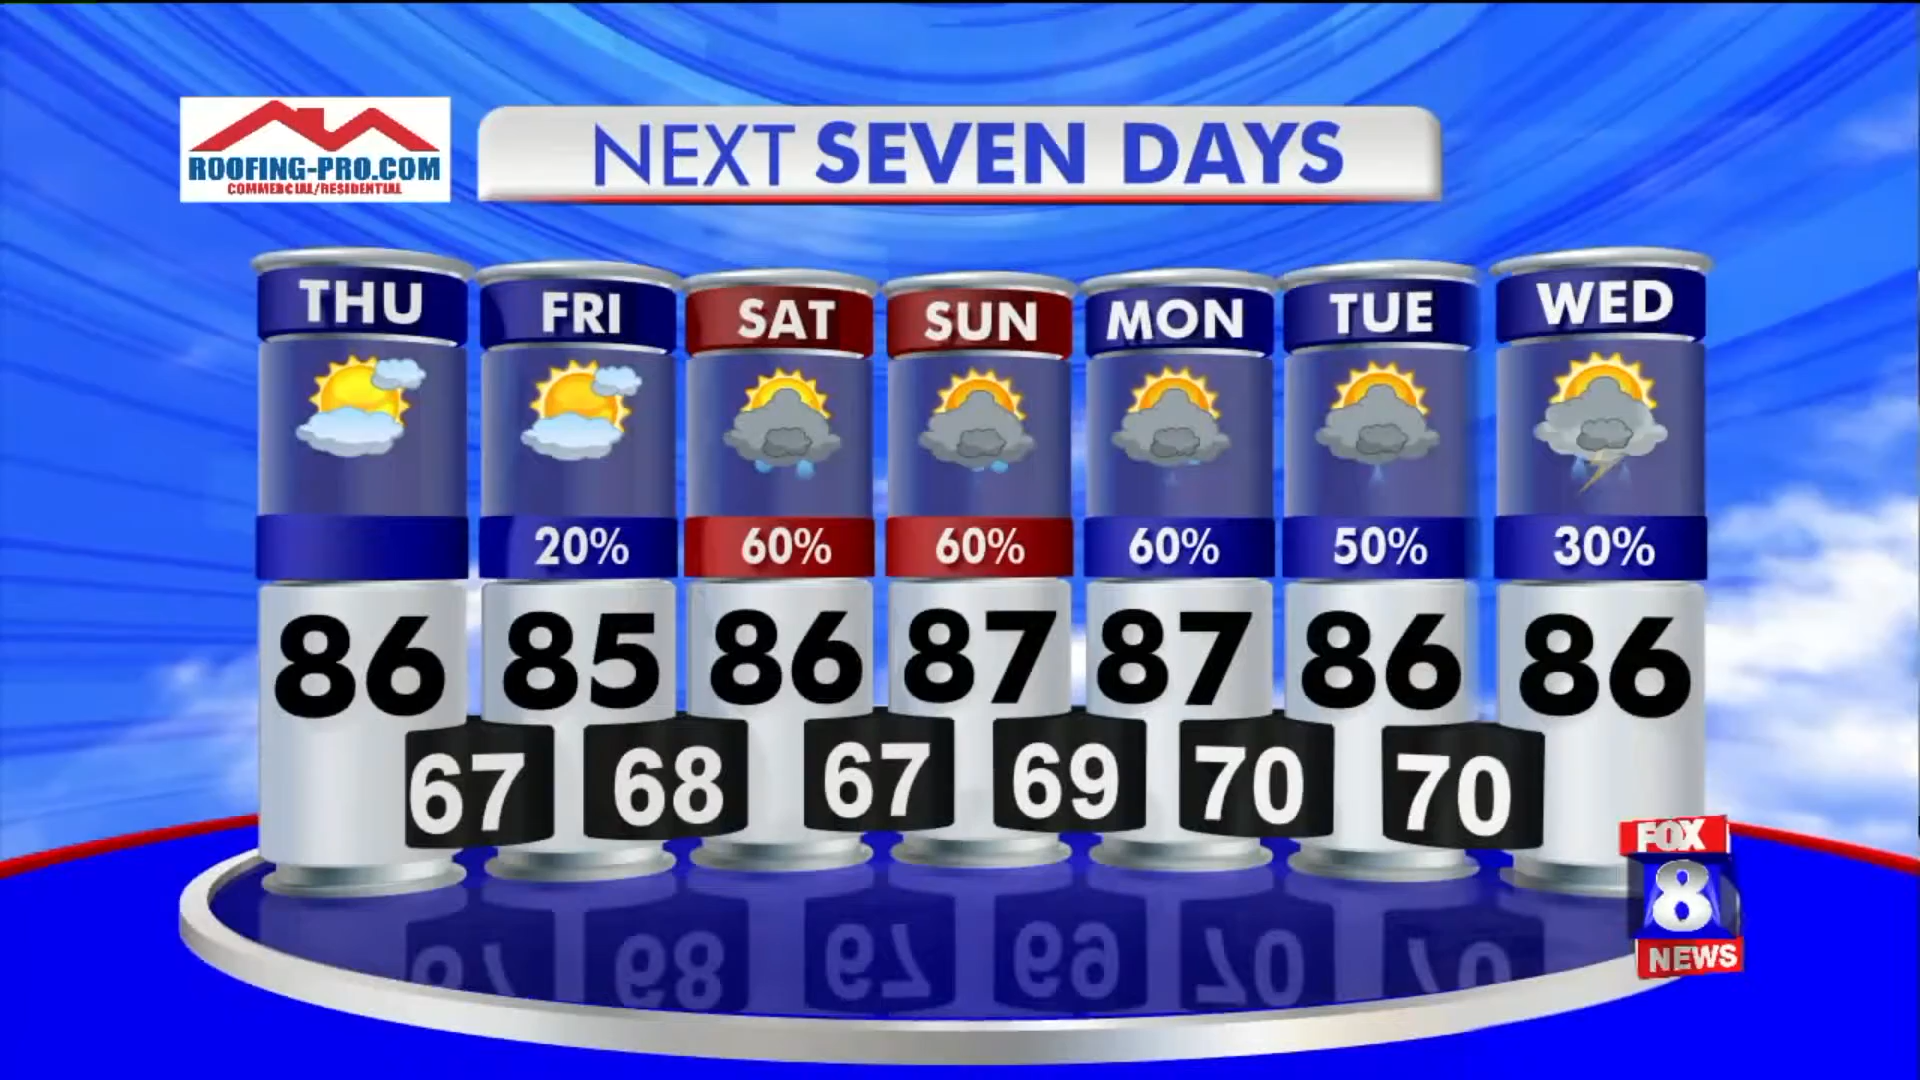 ROOFING-PRO.COM
COMMERCIAL/RESIDENTIAL
NEXT SEVEN DAYS
THU FRI SAT SUN MON TUE WED
20% 60% 60% 60% 50% 30%
86 85 86 87 87 86 86
67 68 67 69 70 70
FOX
8
NEWS